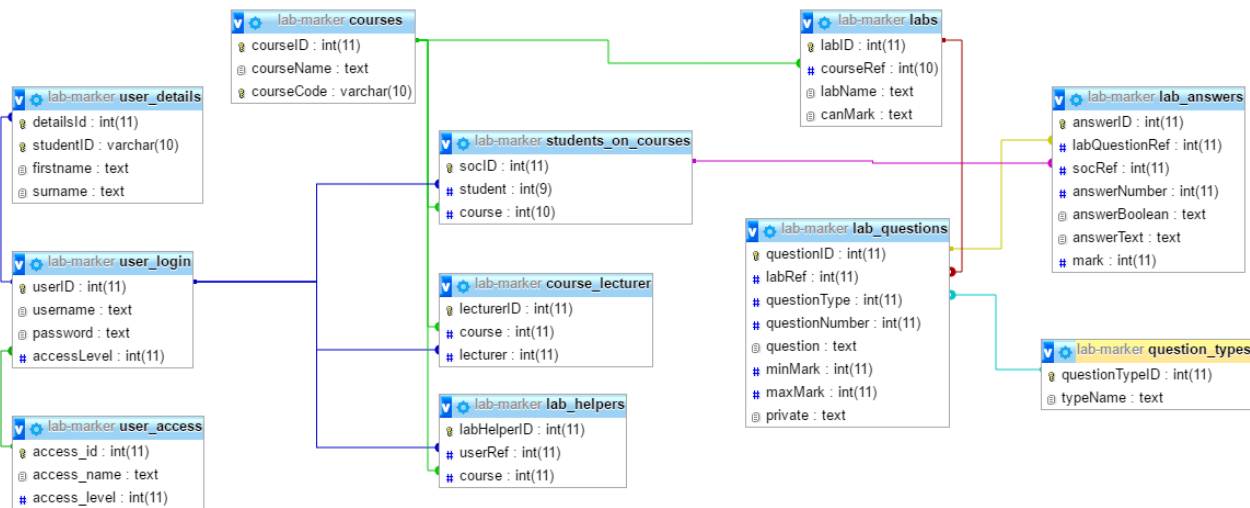 lab-marker courses
courseID : int(11)
courseName : text
courseCode : varchar(10)
lab-marker labs
labID : int(11)
courseRef : int(10)
labName : text
canMark : text
lab-marker user_details
detailsId : int(11)
studentID : varchar(10)
firstname : text
surname : text
lab-marker lab_answers
answerID : int(11)
labQuestionRef : int(11)
socRef : int(11)
answerNumber : int(11)
answerBoolean : text
answerText : text
mark : int(11)
lab-marker students_on_courses
socID : int(11)
student : int(9)
course : int(10)
lab-marker lab_questions
questionID : int(11)
labRef : int(11)
questionType : int(11)
questionNumber : int(11)
question : text
minMark : int(11)
maxMark : int(11)
private : text
lab-marker user_login
userID : int(11)
username : text
password : text
accessLevel : int(11)
lab-marker course_lecturer
lecturerID : int(11)
course : int(11)
lecturer : int(11)
lab-marker question_types
questionTypeID : int(11)
typeName : text
lab-marker lab_helpers
labHelperID : int(11)
userRef : int(11)
course : int(11)
lab-marker user_access
access_id : int(11)
access_name : text
access_level : int(11)